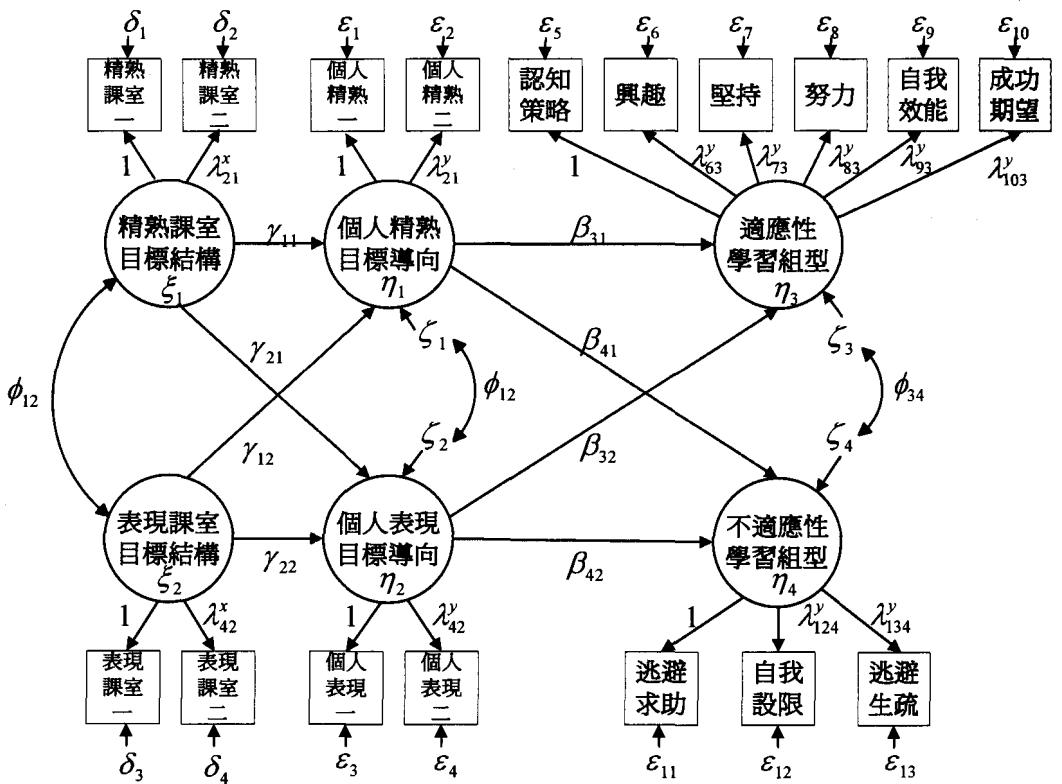 δ₁ δ₂ ε₁ ε₂ ε₅ ε₆ ε₇ ε₈ ε₉ ε₁₀
精熟
課室
一
精熟
課室
二
個人
精熟
一
個人
精熟
二
認知
策略
興趣
堅持
努力
自我
效能
成功
期望
1 λ₂₁ˣ 1 λ₂₁ʸ 1 λ₆₃ʸ λ₇₃ʸ λ₈₃ʸ λ₉₃ʸ λ₁₀₃ʸ
精熟課室
目標結構
ξ₁
γ₁₁
個人精熟
目標導向
η₁
β₃₁
適應性
學習組型
η₃
ζ₁
ζ₃
γ₂₁
β₄₁
ϕ₁₂
ϕ₁₂
ϕ₃₄
ζ₂
ζ₄
γ₁₂
β₃₂
表現課室
目標結構
ξ₂
γ₂₂
個人表現
目標導向
η₂
β₄₂
不適應性
學習組型
η₄
1 λ₄₂ˣ 1 λ₄₂ʸ 1 λ₁₂₄ʸ λ₁₃₄ʸ
表現
課室
一
表現
課室
二
個人
表現
一
個人
表現
二
逃避
求助
自我
設限
逃避
生疏
δ₃ δ₄ ε₃ ε₄ ε₁₁ ε₁₂ ε₁₃